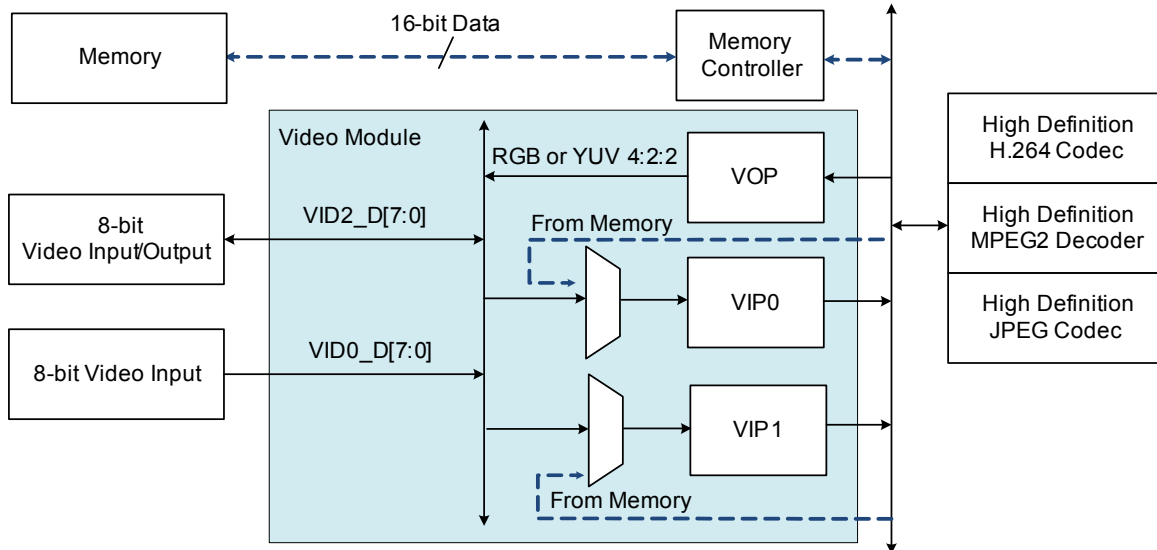 16-bit Data
Memory
Memory
Controller
Video Module
RGB or YUV 4:2:2
VOP
High Definition
H.264 Codec
8-bit
Video Input/Output
VID2_D[7:0]
From Memory
High Definition
MPEG2 Decoder
VIP0
High Definition
JPEG Codec
8-bit Video Input
VID0_D[7:0]
VIP1
From Memory